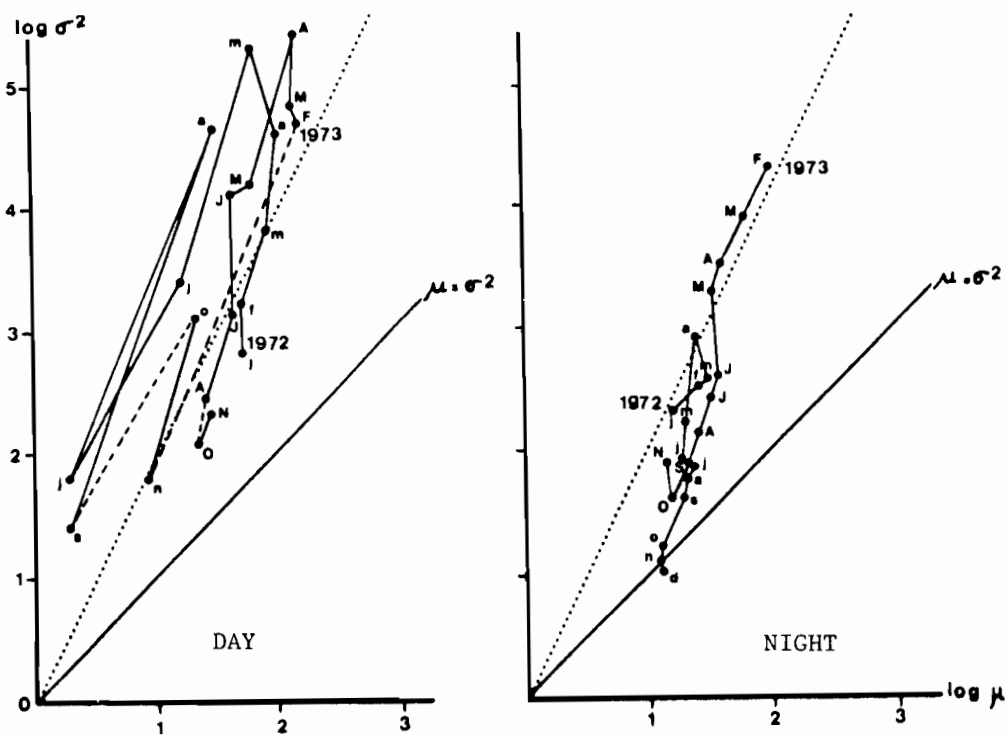 log σ²
5
4
3
2
1
0
1
2
3
m
A
a
M
F
a
1973
M
J
m
j
o
J
f
1972
j
A
N
O
j
n
s
μ = σ²
DAY
F
1973
M
A
M
a
m
f
J
1972
j
J
m
A
N
j
S
j
a
O
s
o
n
d
μ = σ²
NIGHT
1
2
3
log μ